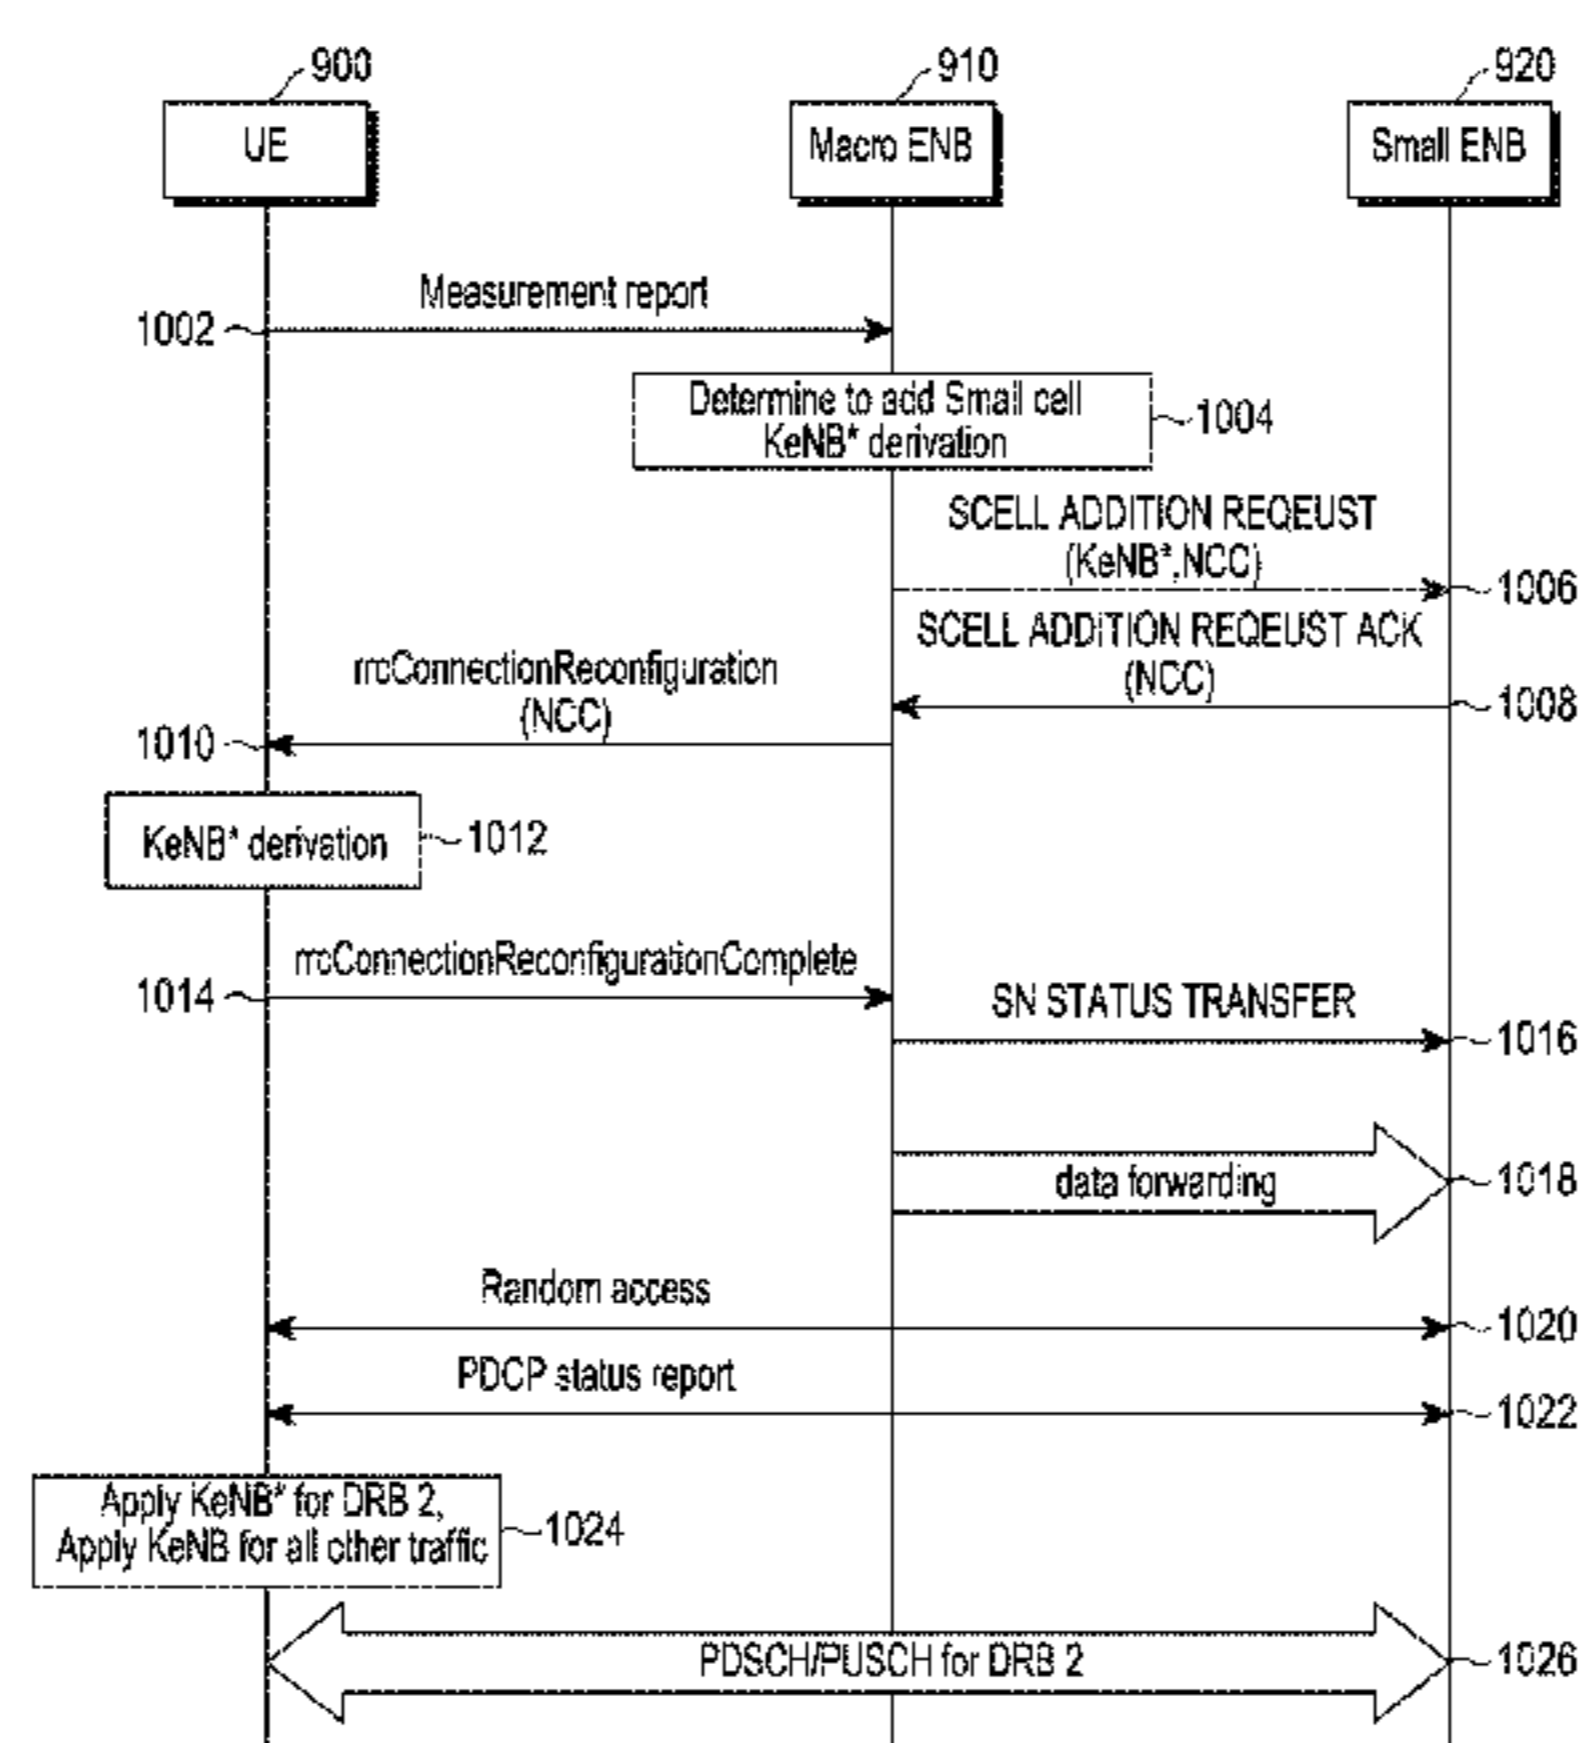 900
910
920
UE
Macro ENB
Small ENB
Measurement report
1002
Determine to add Small cell
KeNB* derivation
1004
SCELL ADDITION REQEUST
(KeNB*,NCC)
1006
SCELL ADDITION REQEUST ACK
(NCC)
1008
rrcConnectionReconfiguration
(NCC)
1010
KeNB* derivation
1012
rrcConnectionReconfigurationComplete
1014
SN STATUS TRANSFER
1016
data forwarding
1018
Random access
1020
PDCP status report
1022
Apply KeNB* for DRB 2,
Apply KeNB for all other traffic
1024
PDSCH/PUSCH for DRB 2
1026